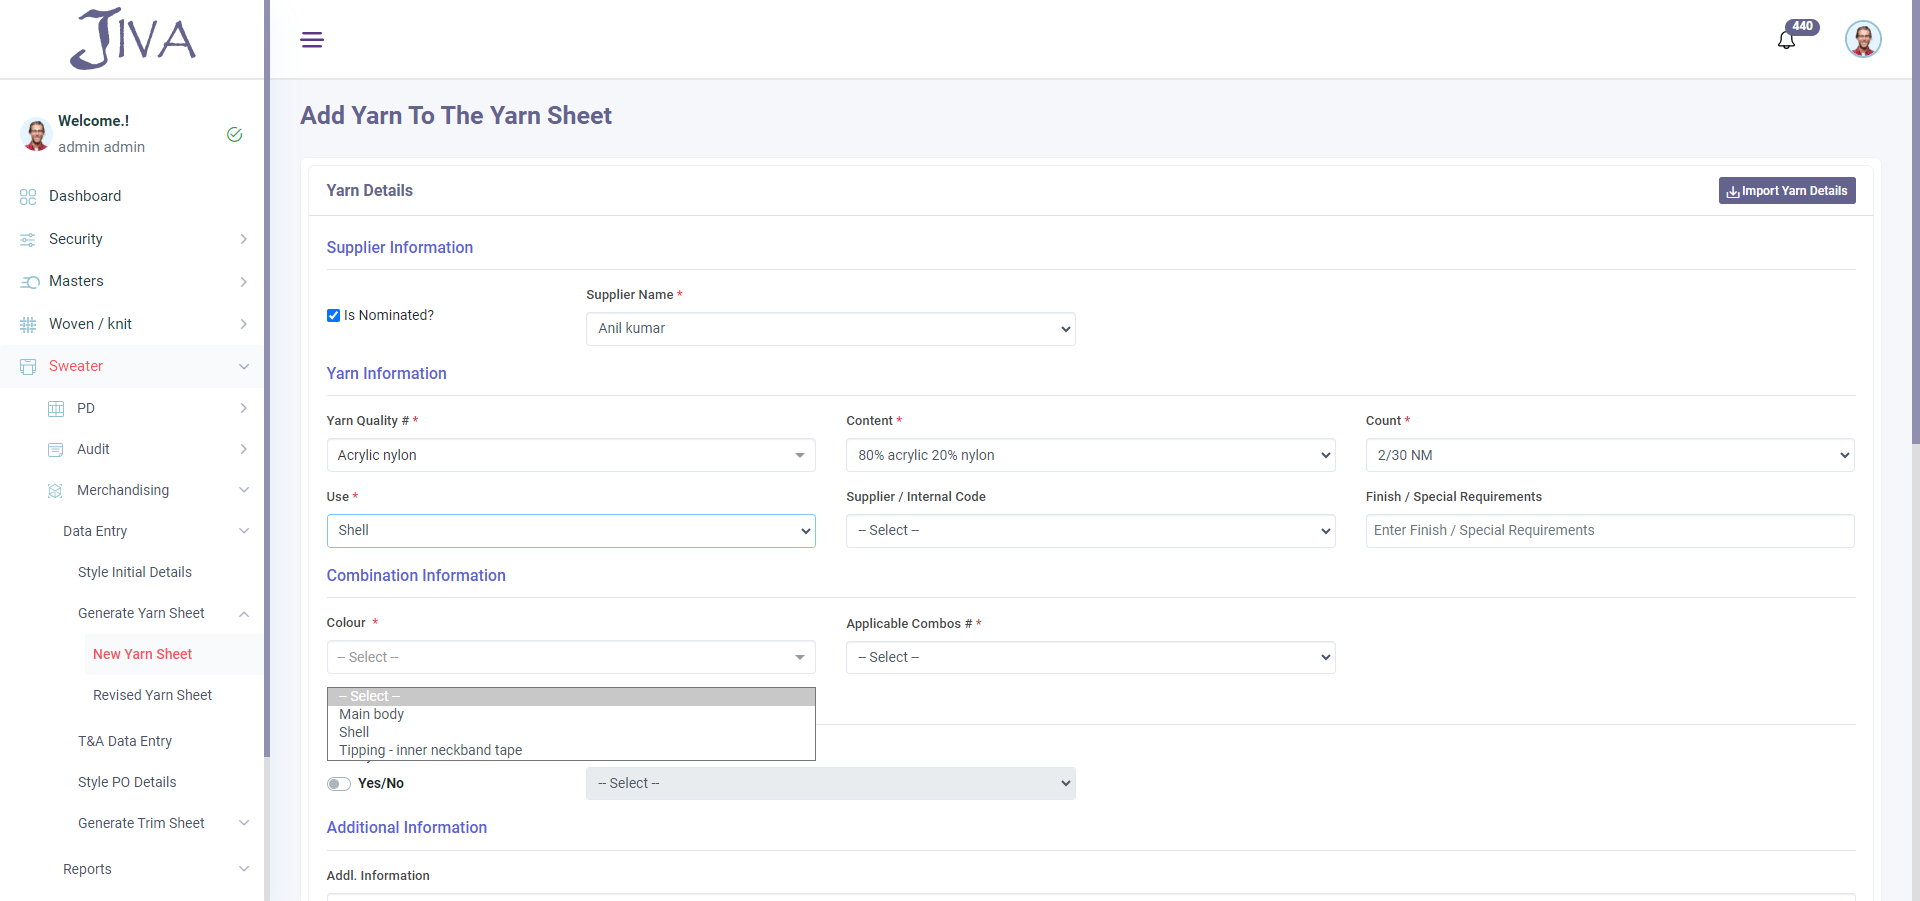 JIVA
440
Welcome.!
admin admin
Dashboard
Security
Masters
Woven / knit
Sweater
PD
Audit
Merchandising
Data Entry
Style Initial Details
Generate Yarn Sheet
New Yarn Sheet
Revised Yarn Sheet
T&A Data Entry
Style PO Details
Generate Trim Sheet
Reports
Add Yarn To The Yarn Sheet
Yarn Details
Import Yarn Details
Supplier Information
Is Nominated?
Supplier Name *
Anil kumar
Yarn Information
Yarn Quality # *
Content *
Count *
Acrylic nylon
80% acrylic 20% nylon
2/30 NM
Use *
Supplier / Internal Code
Finish / Special Requirements
Shell
-- Select --
Enter Finish / Special Requirements
Combination Information
Colour *
Applicable Combos # *
-- Select --
-- Select --
-- Select --
Main body
Shell
Tipping - inner neckband tape
Yes/No
-- Select --
Additional Information
Addl. Information